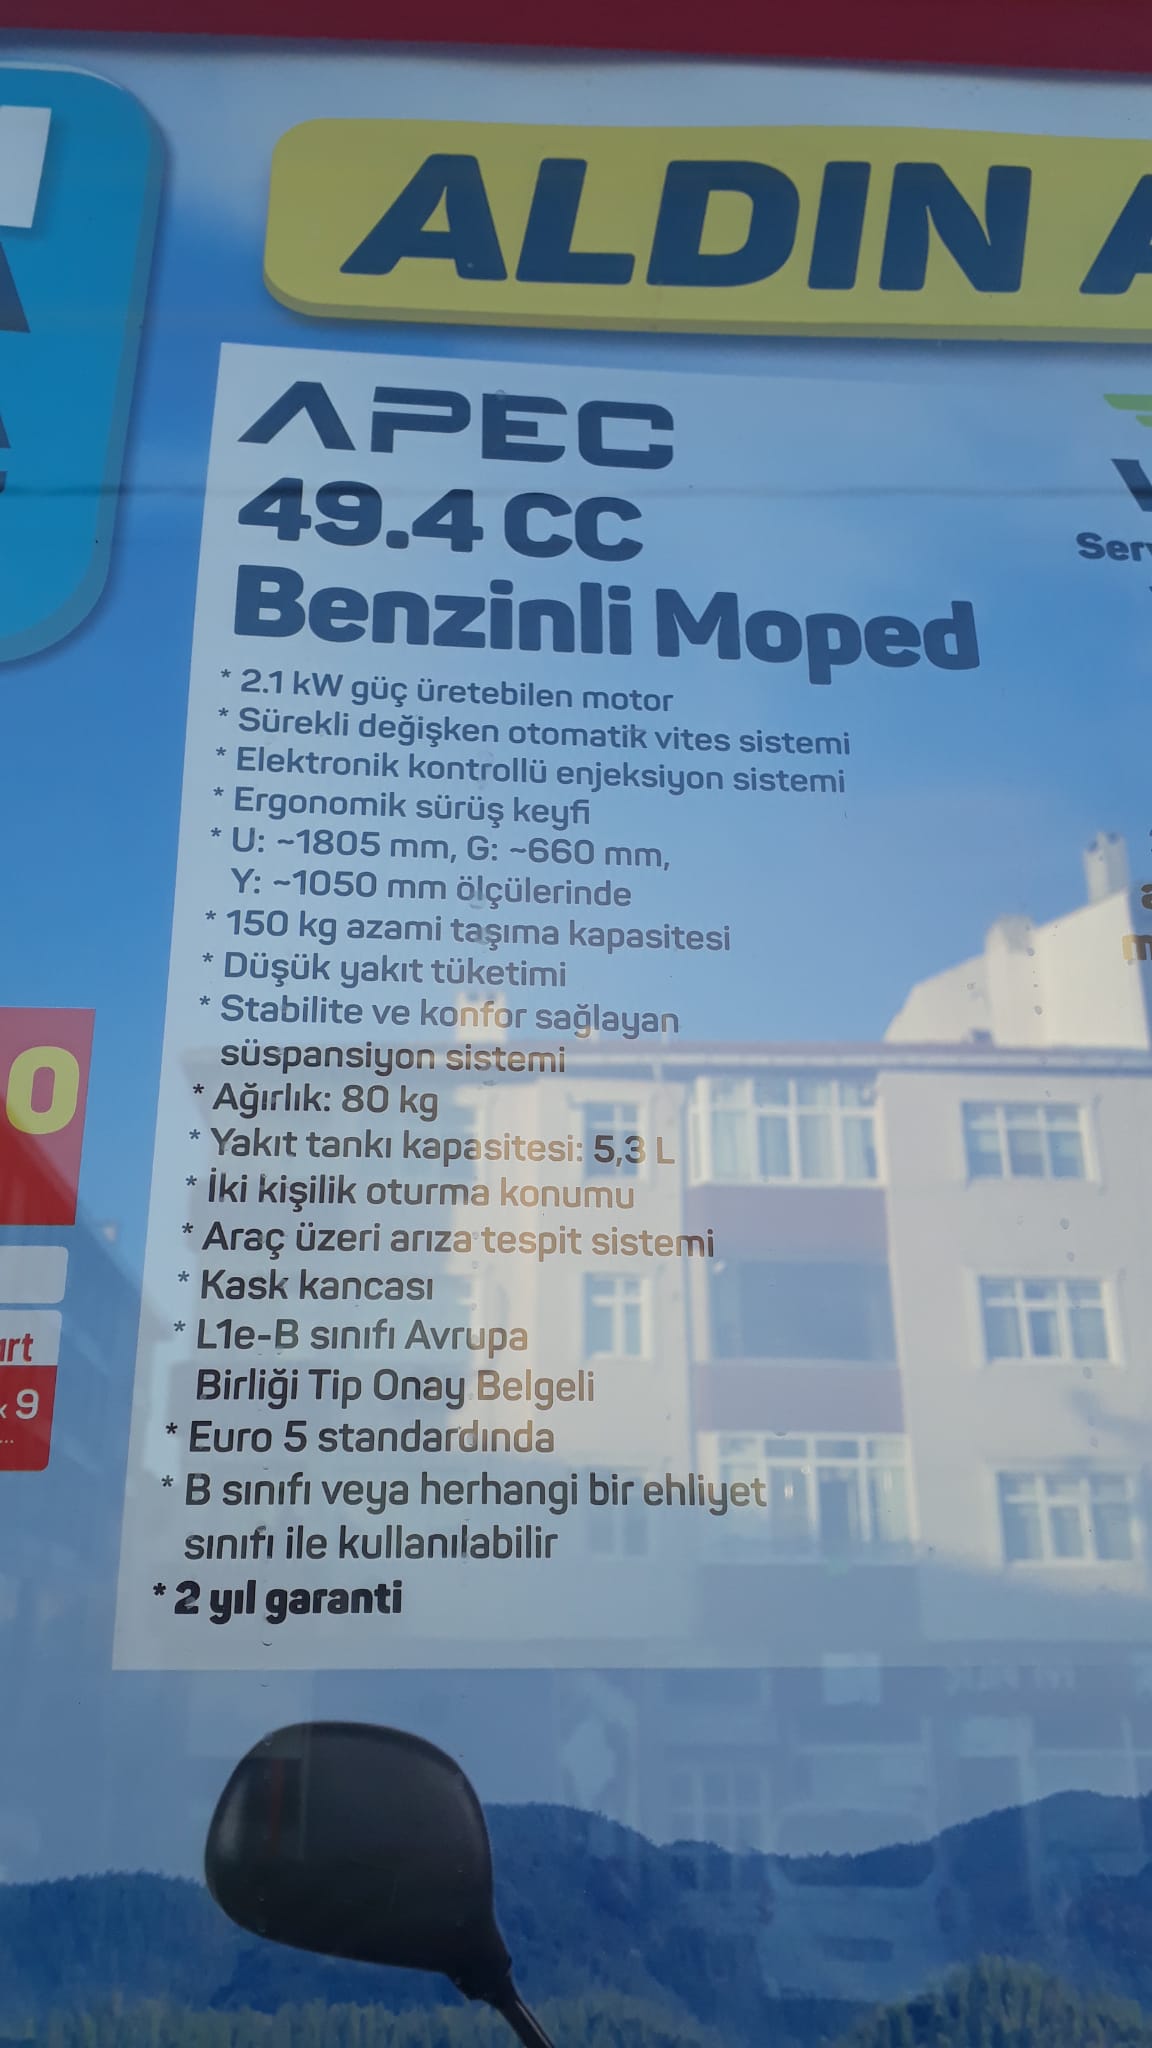 ALDIN A
APEC
49.4 CC
Benzinli Moped
* 2.1 kW güç üretebilen motor
* Sürekli değişken otomatik vites sistemi
* Elektronik kontrollü enjeksiyon sistemi
* Ergonomik sürüş keyfi
* U: ~1805 mm, G: ~660 mm,
Y: ~1050 mm ölçülerinde
* 150 kg azami taşıma kapasitesi
* Düşük yakıt tüketimi
* Stabilite ve konfor sağlayan
süspansiyon sistemi
* Ağırlık: 80 kg
* Yakıt tankı kapasitesi: 5,3 L
* İki kişilik oturma konumu
* Araç üzeri arıza tespit sistemi
* Kask kancası
* L1e-B sınıfı Avrupa
Birliği Tip Onay Belgeli
* Euro 5 standardında
* B sınıfı veya herhangi bir ehliyet
sınıfı ile kullanılabilir
* 2 yıl garanti
Ser
0
art
x 9